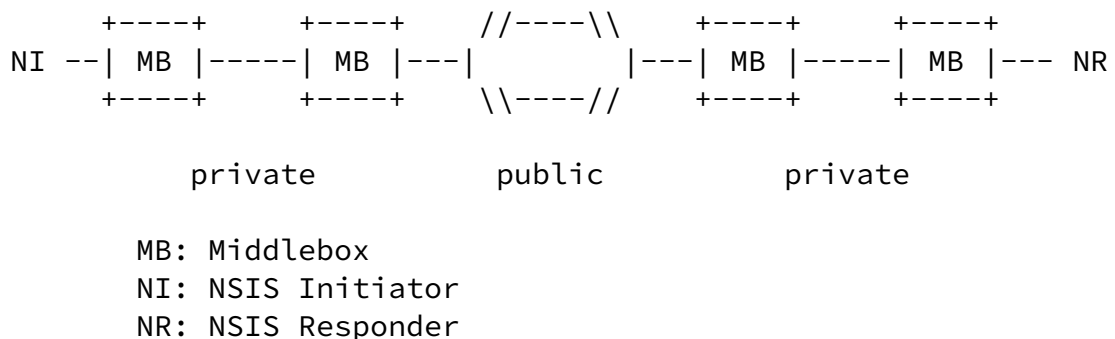 +----+     +----+    //----\\       +----+     +----+
NI --| MB |-----| MB |---|        |---| MB |-----| MB |--- NR
     +----+     +----+    \\----//       +----+     +----+

         private          public          private

       MB: Middlebox
       NI: NSIS Initiator
       NR: NSIS Responder